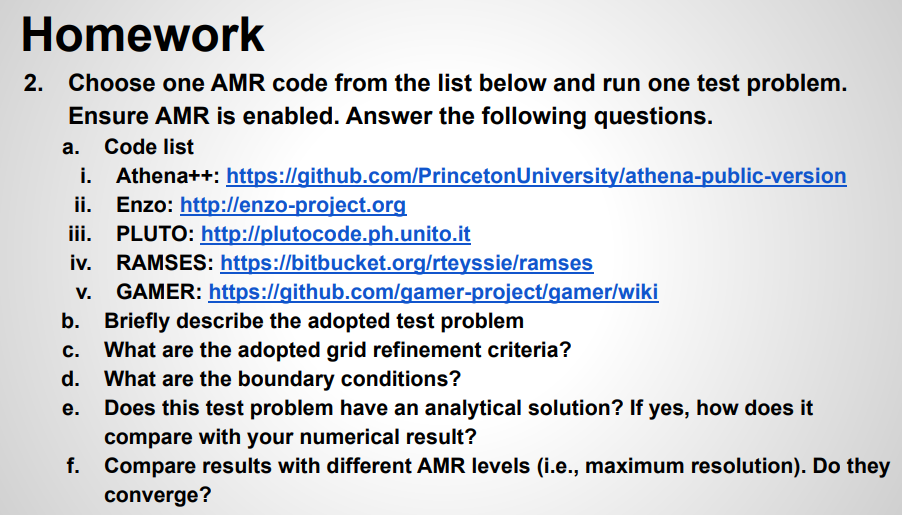 Homework
2. Choose one AMR code from the list below and run one test problem.
Ensure AMR is enabled. Answer the following questions.
a. Code list
i. Athena++: https://github.com/PrincetonUniversity/athena-public-version
ii. Enzo: http://enzo-project.org
iii. PLUTO: http://plutocode.ph.unito.it
iv. RAMSES: https://bitbucket.org/rteyssie/ramses
v. GAMER: https://github.com/gamer-project/gamer/wiki
b. Briefly describe the adopted test problem
c. What are the adopted grid refinement criteria?
d. What are the boundary conditions?
e. Does this test problem have an analytical solution? If yes, how does it
compare with your numerical result?
f. Compare results with different AMR levels (i.e., maximum resolution). Do they
converge?